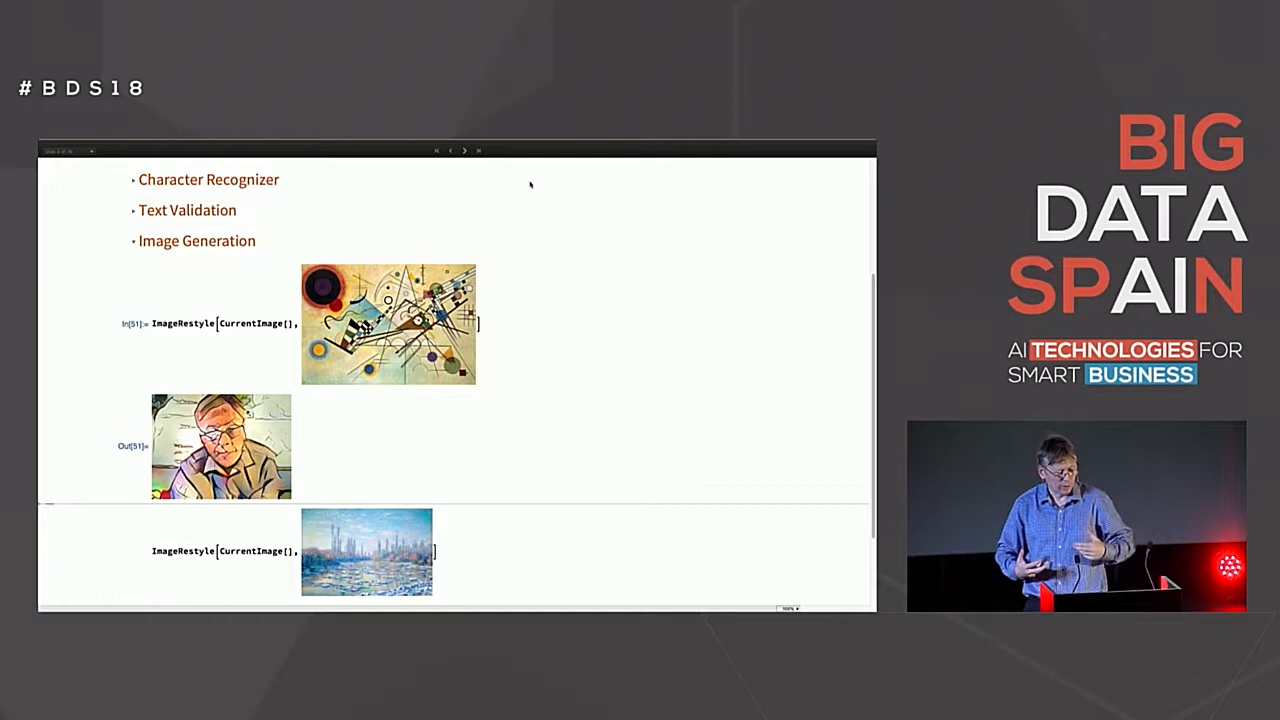 #BDS18
BIG
DATA
SPAIN
AI TECHNOLOGIES FOR
SMART BUSINESS
Character Recognizer
Text Validation
Image Generation
In[51]:= ImageRestyle[CurrentImage[], ]
Out[51]=
ImageRestyle[CurrentImage[], ]
100%